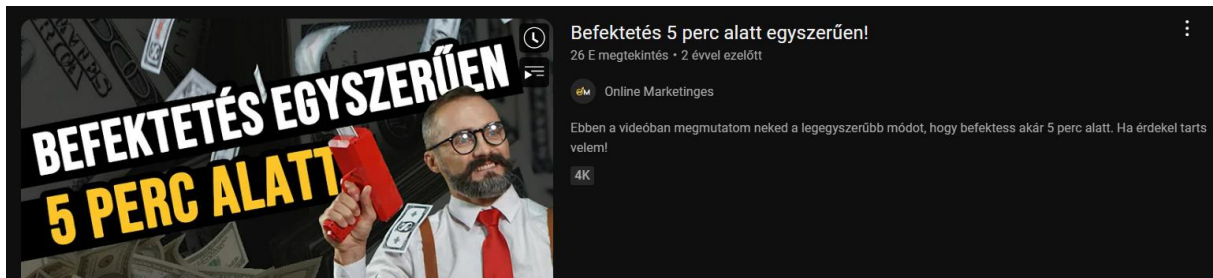 BEFEKTETÉS EGYSZERŰEN
5 PERC ALATT
Befektetés 5 perc alatt egyszerűen!
26 E megtekintés • 2 évvel ezelőtt
Online Marketinges
Ebben a videóban megmutatom neked a legegyszerűbb módot, hogy befektess akár 5 perc alatt. Ha érdekel tarts
velem!
4K